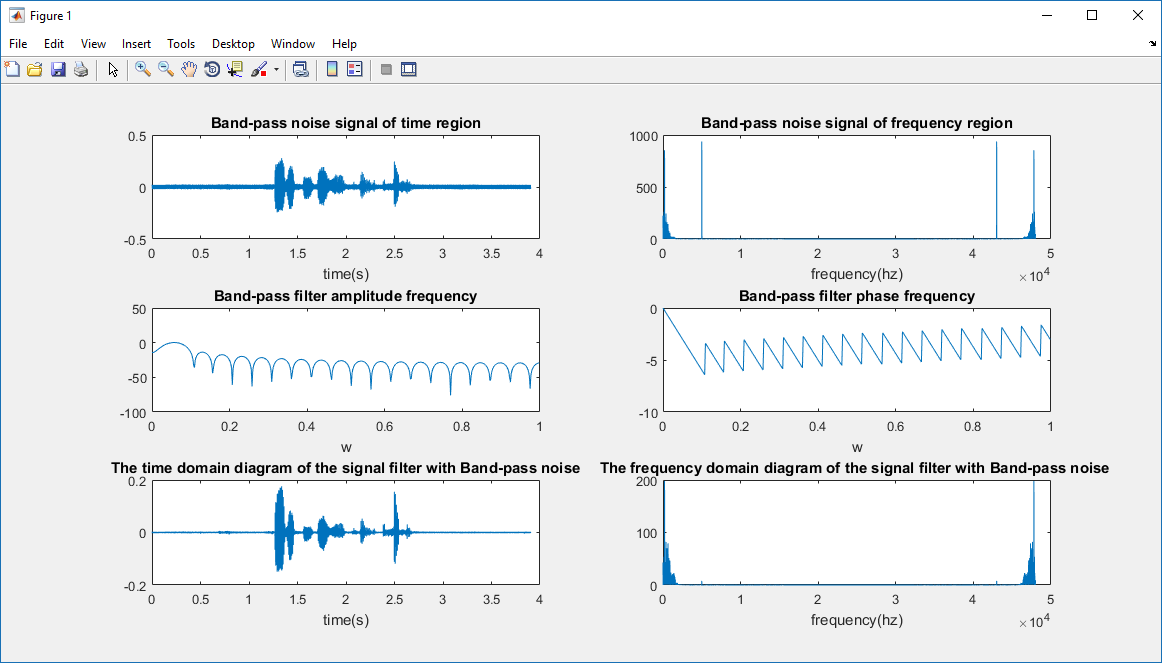 Figure 1
File Edit View Insert Tools Desktop Window Help
Band-pass noise signal of time region
0.5
0
-0.5
0 0.5 1 1.5 2 2.5 3 3.5 4
time(s)
Band-pass noise signal of frequency region
1000
500
0
0 1 2 3 4 5
frequency(hz)
×10^4
Band-pass filter amplitude frequency
50
0
-50
-100
0 0.2 0.4 0.6 0.8 1
w
Band-pass filter phase frequency
0
-5
-10
0 0.2 0.4 0.6 0.8 1
w
The time domain diagram of the signal filter with Band-pass noise
0.2
0
-0.2
0 0.5 1 1.5 2 2.5 3 3.5 4
time(s)
The frequency domain diagram of the signal filter with Band-pass noise
200
100
0
0 1 2 3 4 5
frequency(hz)
×10^4